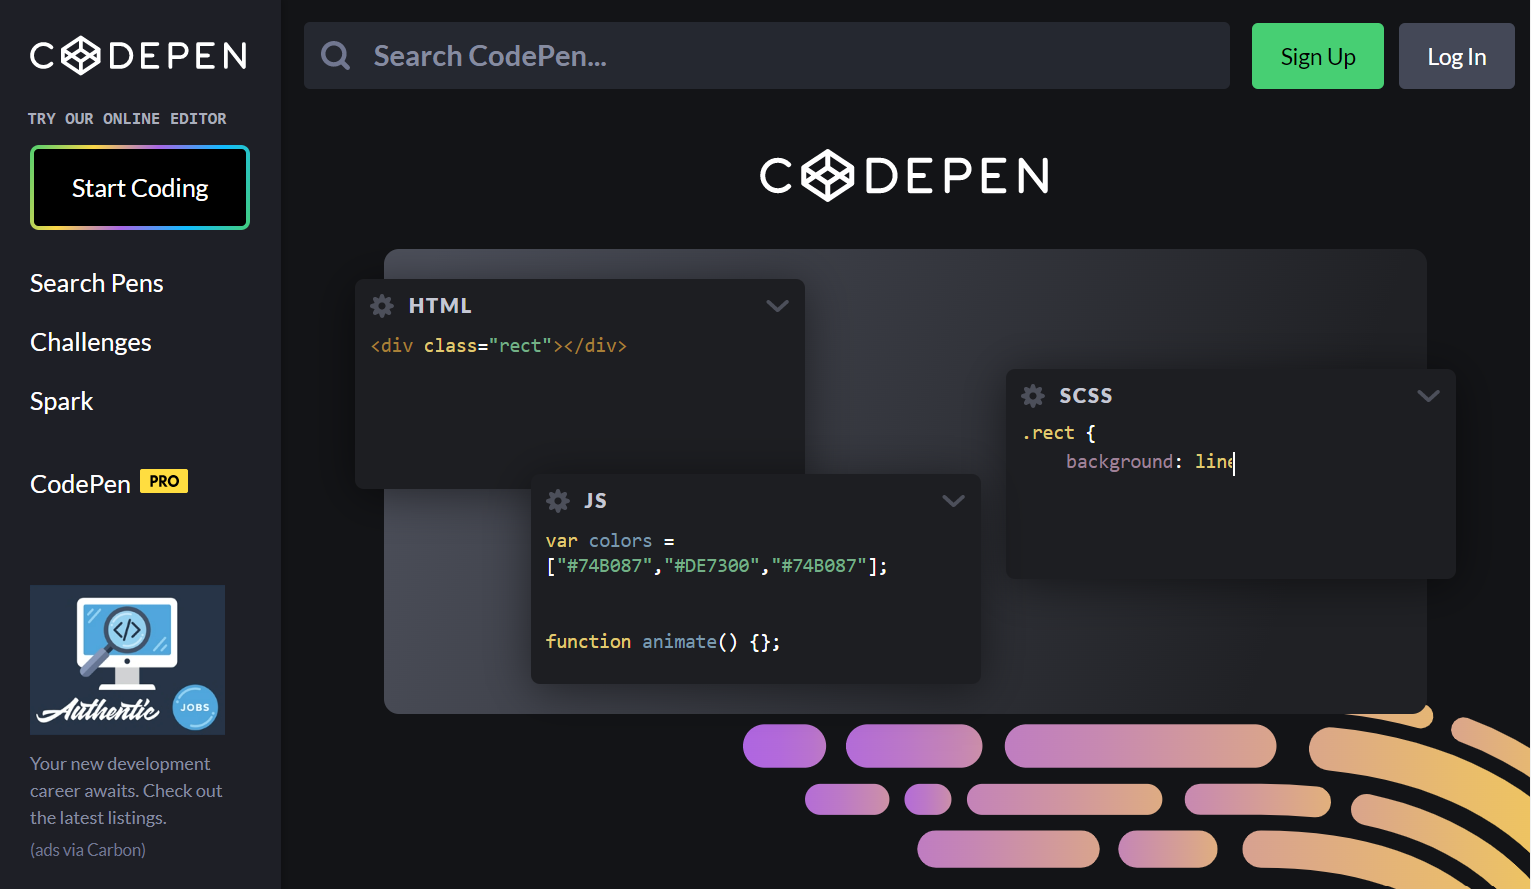 CODEPEN
TRY OUR ONLINE EDITOR
Start Coding
Search Pens
Challenges
Spark
CodePen PRO
</>
Authentic JOBS
Your new development
career awaits. Check out
the latest listings.
(ads via Carbon)
Search CodePen...
Sign Up
Log In
CODEPEN
HTML
<div class="rect"></div>
JS
var colors =
["#74B087","#DE7300","#74B087"];
function animate() {};
SCSS
.rect {
background: line